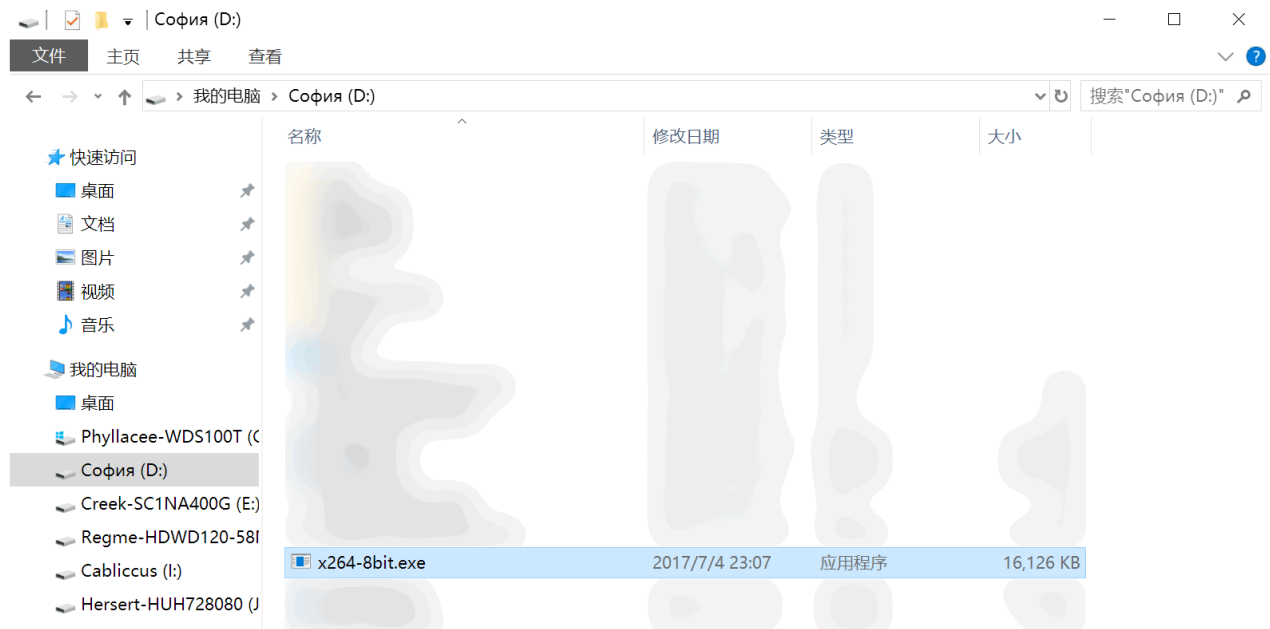 София (D:)
文件 主页 共享 查看
我的电脑 София (D:) 搜索"София (D:)"
名称 修改日期 类型 大小
快速访问
桌面
文档
图片
视频
音乐
我的电脑
桌面
Phyllacee-WDS100T (C
София (D:)
Creek-SC1NA400G (E:)
Regme-HDWD120-58
Cabliccus (I:)
Hersert-HUH728080 (J
x264-8bit.exe 2017/7/4 23:07 应用程序 16,126 KB